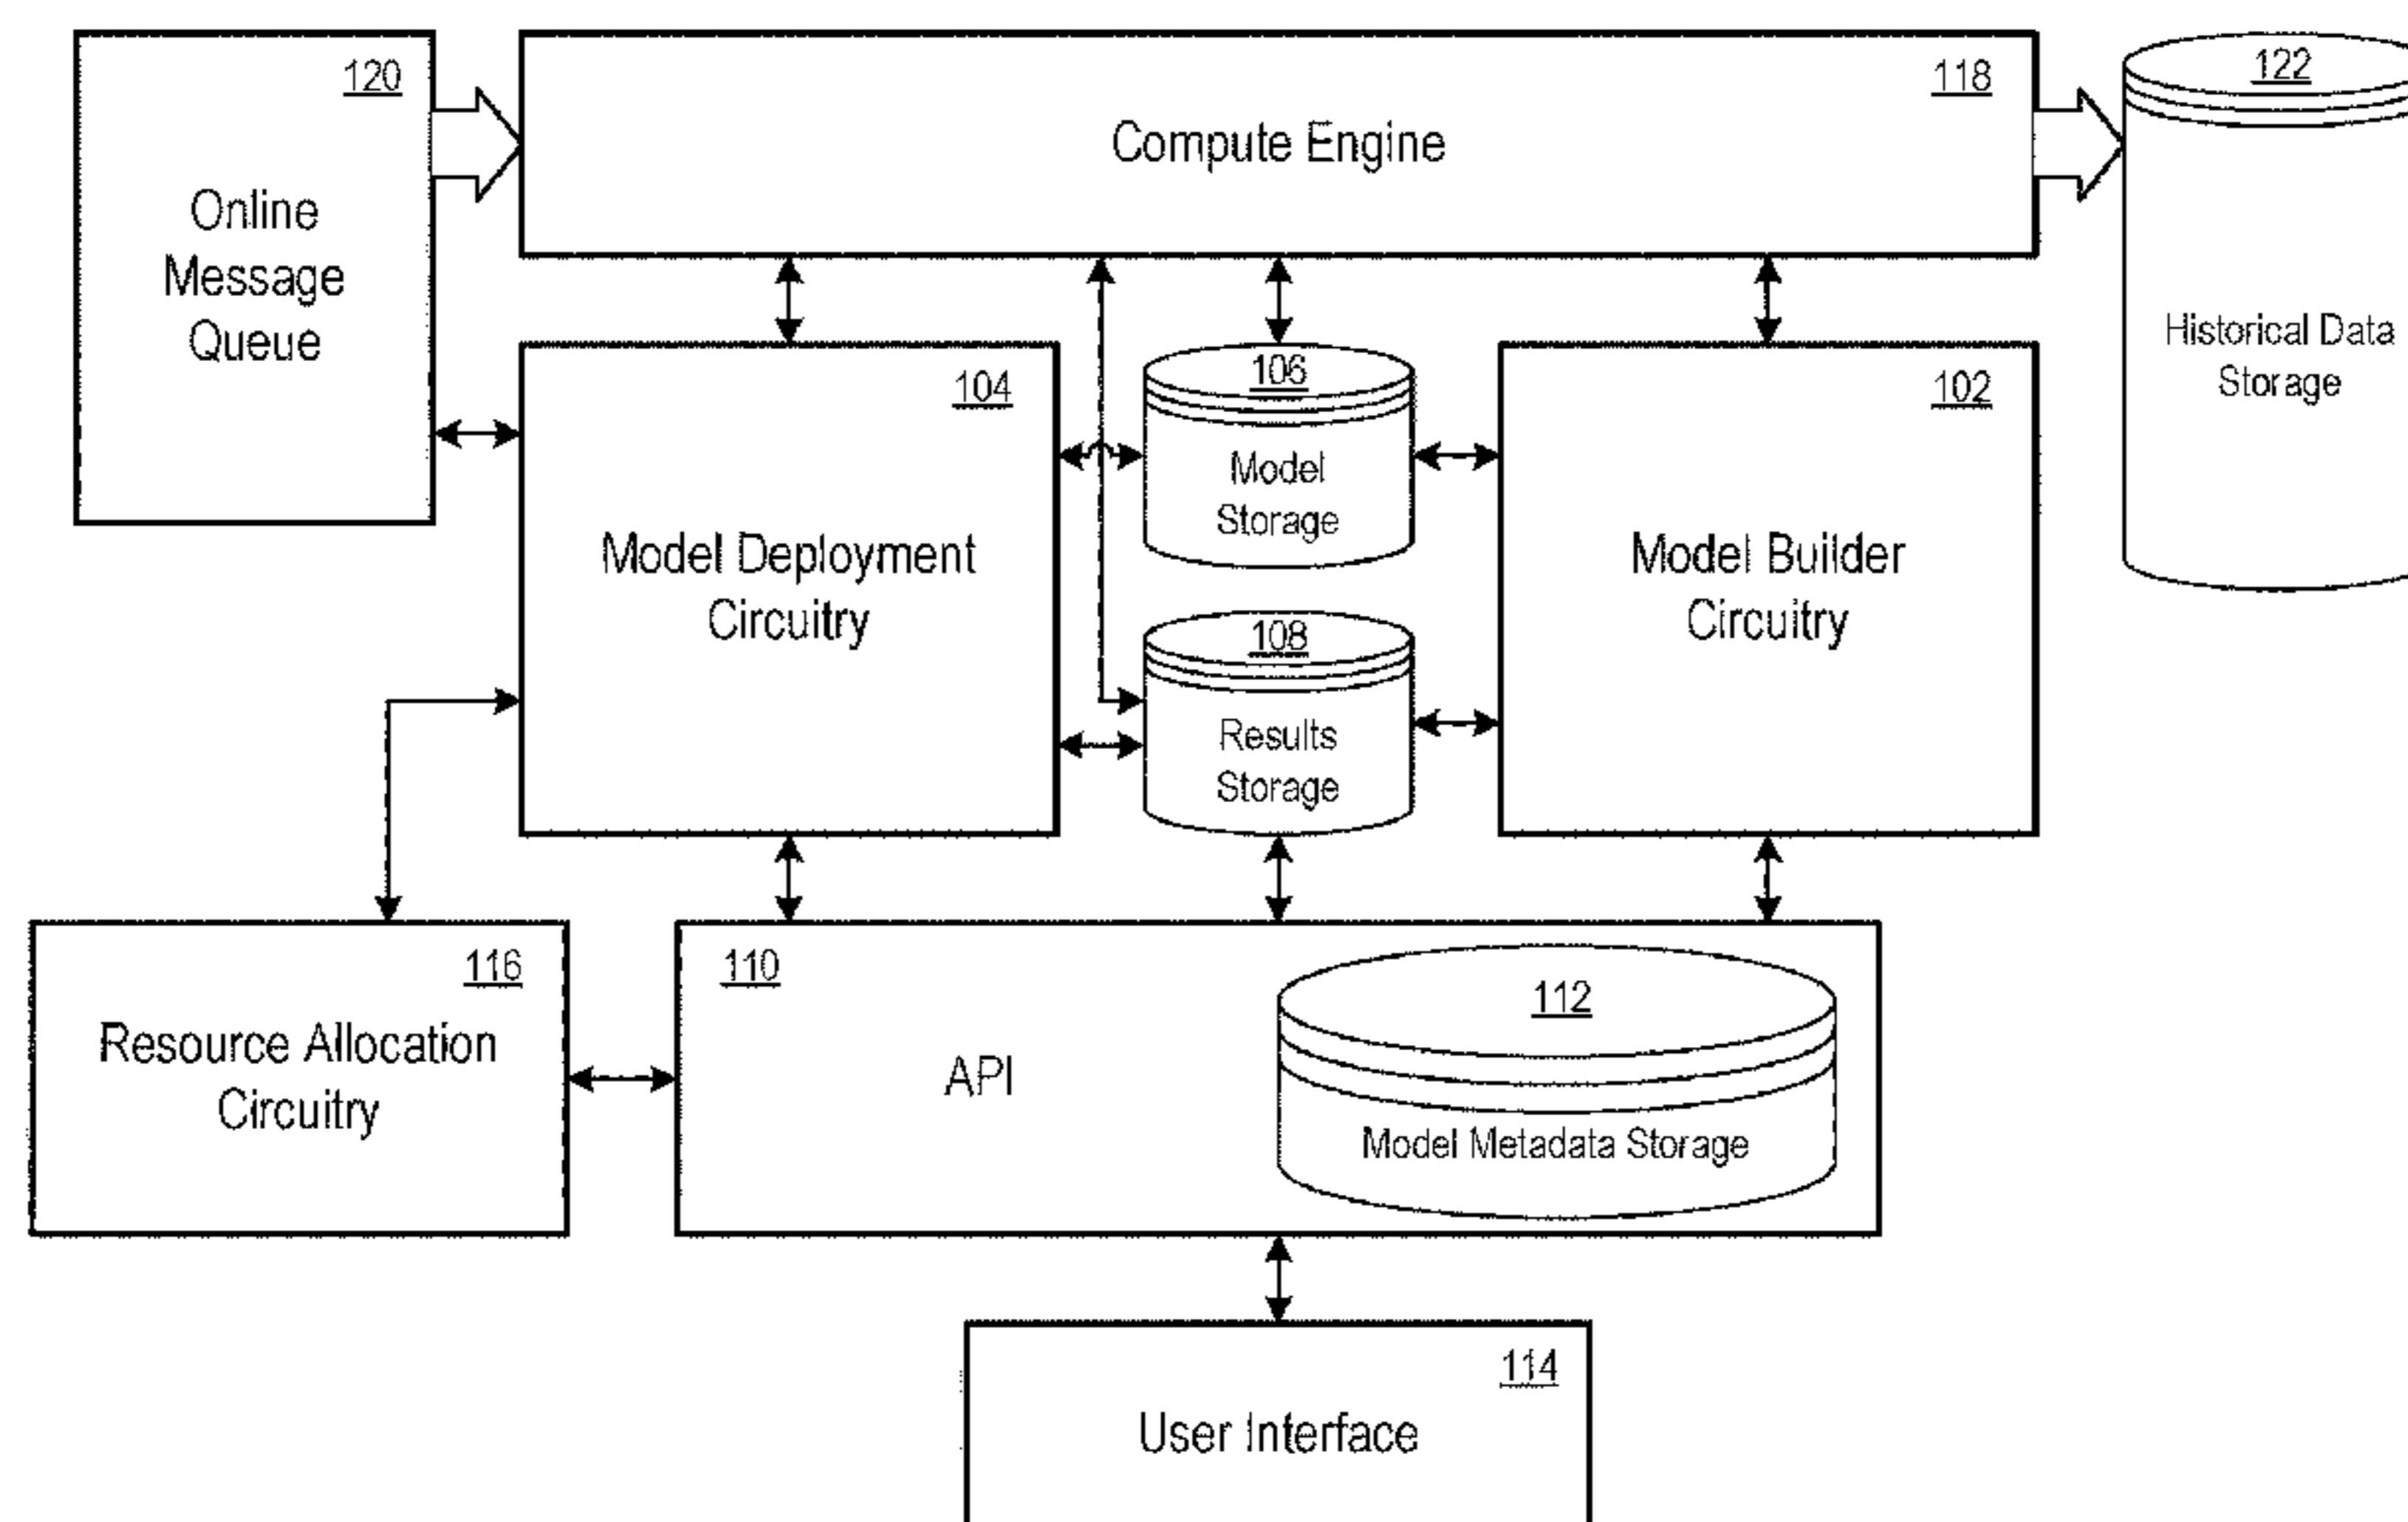 120
Online
Message
Queue
118
Compute Engine
122
Historical Data
Storage
104
Model Deployment
Circuitry
106
Model
Storage
108
Results
Storage
102
Model Builder
Circuitry
116
Resource Allocation
Circuitry
110
API
112
Model Metadata Storage
114
User Interface